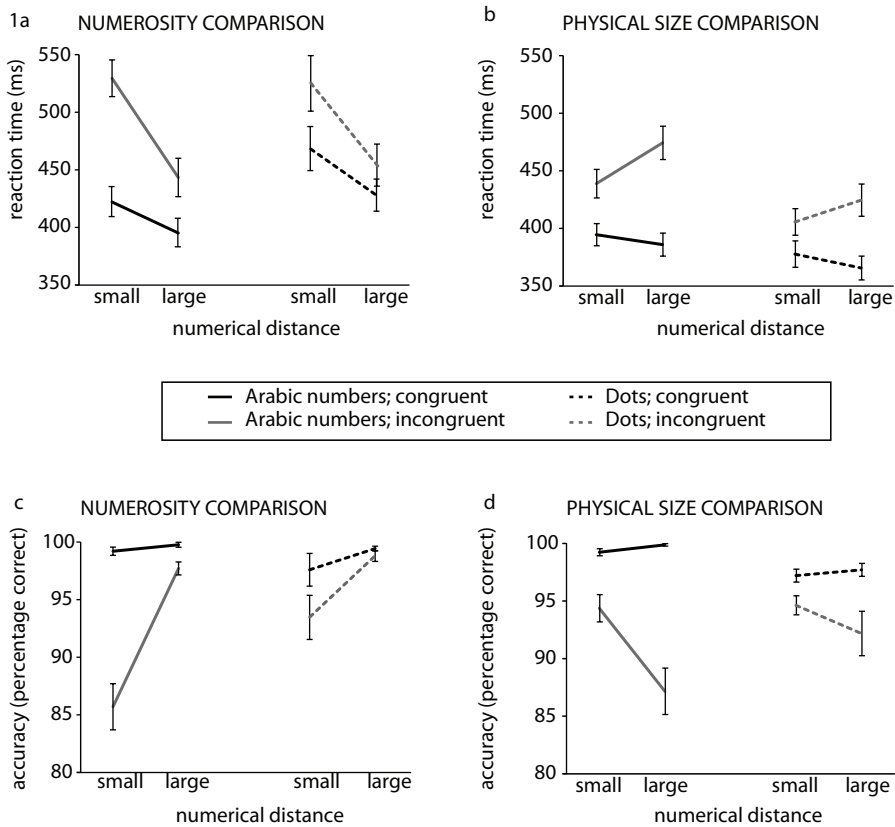 1a
NUMEROSITY COMPARISON
reaction time (ms)
550
500
450
400
350
small large small large
numerical distance
b
PHYSICAL SIZE COMPARISON
reaction time (ms)
550
500
450
400
350
small large small large
numerical distance
Arabic numbers; congruent
Arabic numbers; incongruent
Dots; congruent
Dots; incongruent
c
NUMEROSITY COMPARISON
accuracy (percentage correct)
100
95
90
85
80
small large small large
numerical distance
d
PHYSICAL SIZE COMPARISON
accuracy (percentage correct)
100
95
90
85
80
small large small large
numerical distance